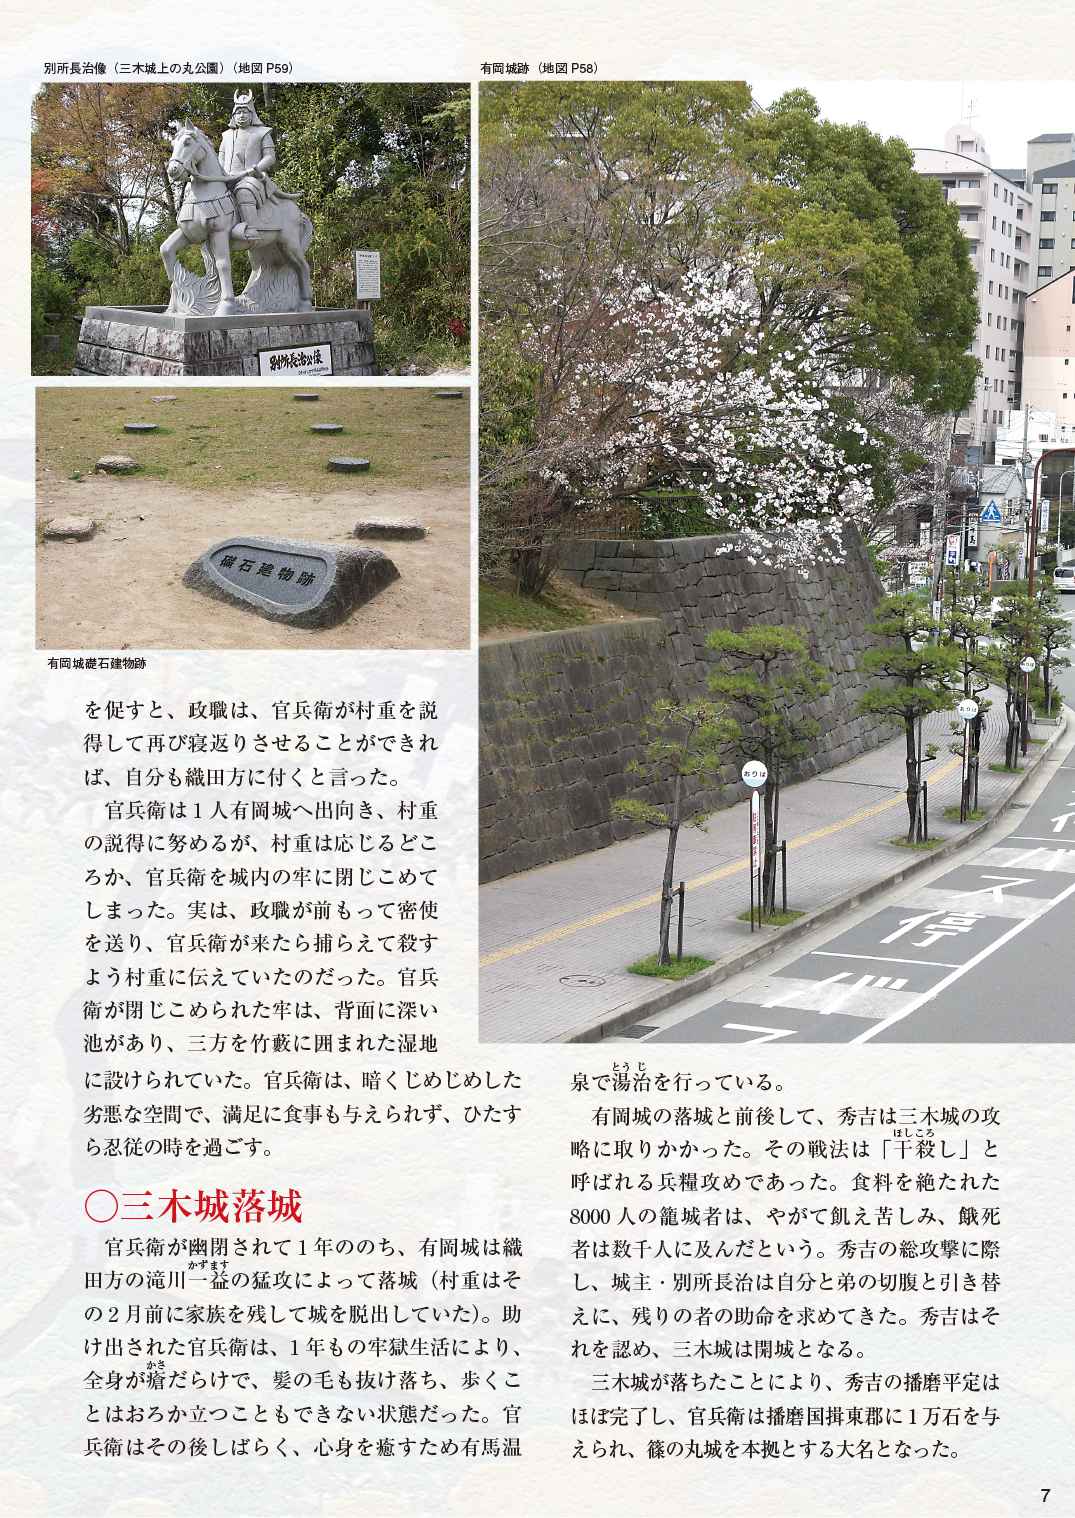 別所長治像（三木城上の丸公園）（地図 P59）
有岡城跡（地図 P58）
別所長治公像
礎石建物跡
有岡城礎石建物跡
おりば
おりば
バス
停
バ
ス
を促すと、政職は、官兵衛が村重を説
得して再び寝返りさせることができれ
ば、自分も織田方に付くと言った。
官兵衛は１人有岡城へ出向き、村重
の説得に努めるが、村重は応じるどこ
ろか、官兵衛を城内の牢に閉じこめて
しまった。実は、政職が前もって密使
を送り、官兵衛が来たら捕らえて殺す
よう村重に伝えていたのだった。官兵
衛が閉じこめられた牢は、背面に深い
池があり、三方を竹藪に囲まれた湿地
に設けられていた。官兵衛は、暗くじめじめした
劣悪な空間で、満足に食事も与えられず、ひたす
ら忍従の時を過ごす。
〇三木城落城
官兵衛が幽閉されて１年ののち、有岡城は織
かずます
田方の滝川一益の猛攻によって落城（村重はそ
の２月前に家族を残して城を脱出していた）。助
け出された官兵衛は、１年もの牢獄生活により、
かさ
全身が瘡だらけで、髪の毛も抜け落ち、歩くこ
とはおろか立つこともできない状態だった。官
兵衛はその後しばらく、心身を癒すため有馬温
とうじ
泉で湯治を行っている。
有岡城の落城と前後して、秀吉は三木城の攻
ほしころ
略に取りかかった。その戦法は「干殺し」と
呼ばれる兵糧攻めであった。食料を絶たれた
8000 人の籠城者は、やがて飢え苦しみ、餓死
者は数千人に及んだという。秀吉の総攻撃に際
し、城主・別所長治は自分と弟の切腹と引き替
えに、残りの者の助命を求めてきた。秀吉はそ
れを認め、三木城は開城となる。
三木城が落ちたことにより、秀吉の播磨平定は
ほぼ完了し、官兵衛は播磨国揖東郡に１万石を与
えられ、篠の丸城を本拠とする大名となった。
7